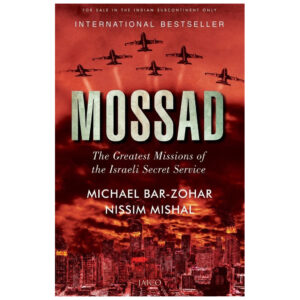 FOR SALE IN THE INDIAN SUBCONTINENT ONLY
INTERNATIONAL BESTSELLER
MOSSAD
The Greatest Missions of
the Israeli Secret Service
MICHAEL BAR-ZOHAR
NISSIM MISHAL
JAICO